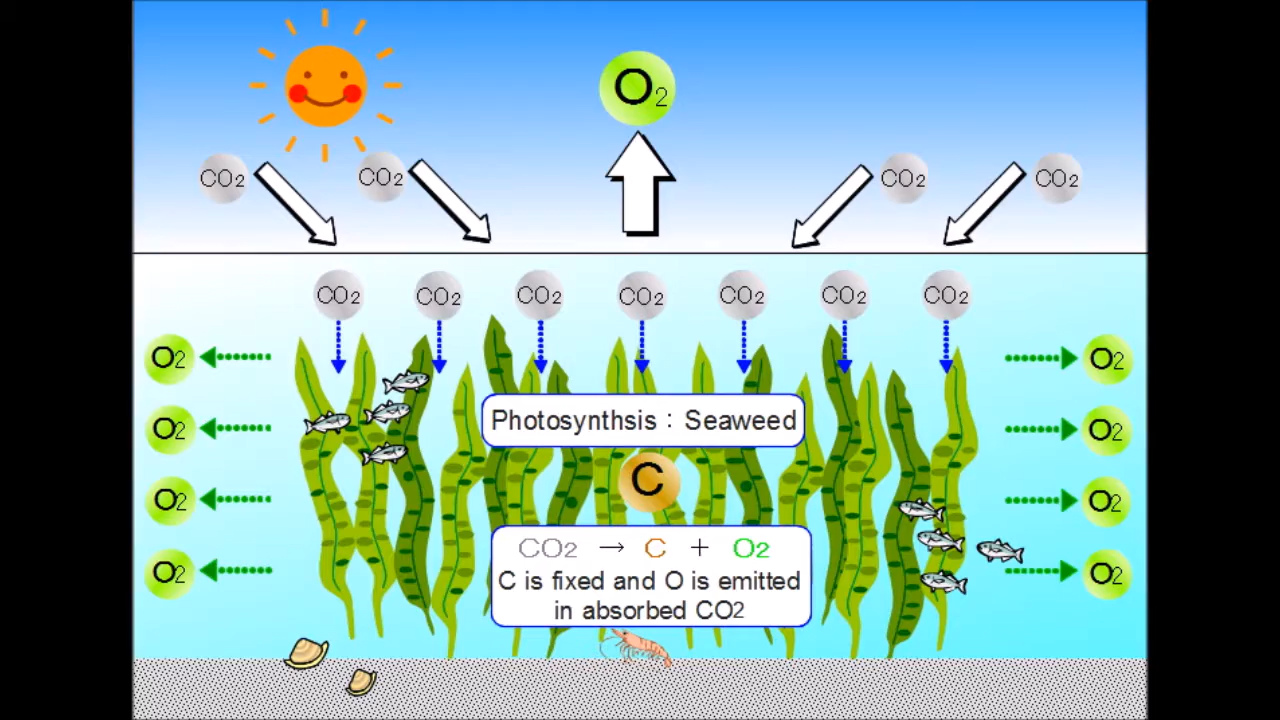 O2
CO2 CO2 CO2 CO2
CO2 CO2 CO2 CO2 CO2 CO2 CO2
O2 O2
Photosynthsis : Seaweed
O2 O2
C
O2 O2
CO2 → C + O2
O2 O2
C is fixed and O is emitted
in absorbed CO2